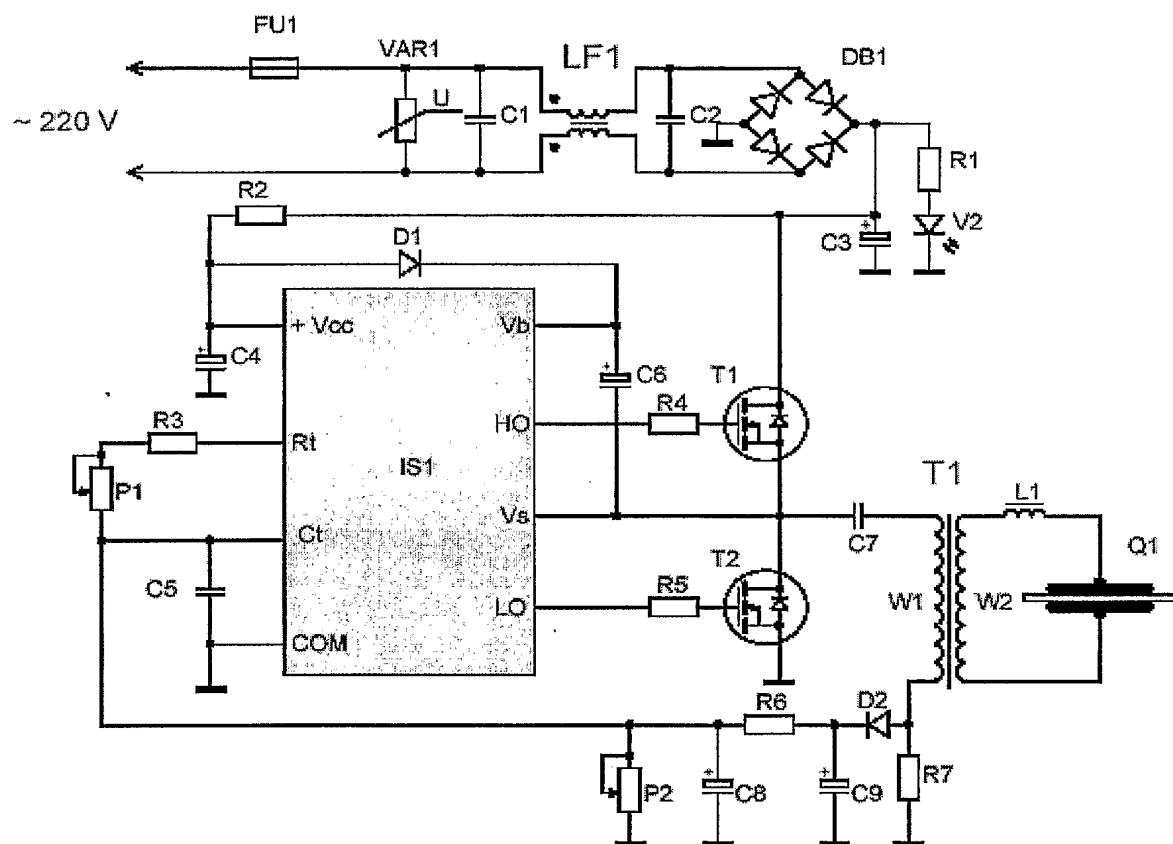 FU1
VAR1
LF1
DB1
~ 220 V
U
C1
C2
R1
R2
V2
D1
C3
+ Vcc
Vb
C4
C6
T1
R3
R4
HO
Rt
IS1
P1
T1
L1
Vs
Ct
C7
Q1
T2
C5
R5
W1
W2
LO
COM
R6
D2
R7
P2
C8
C9